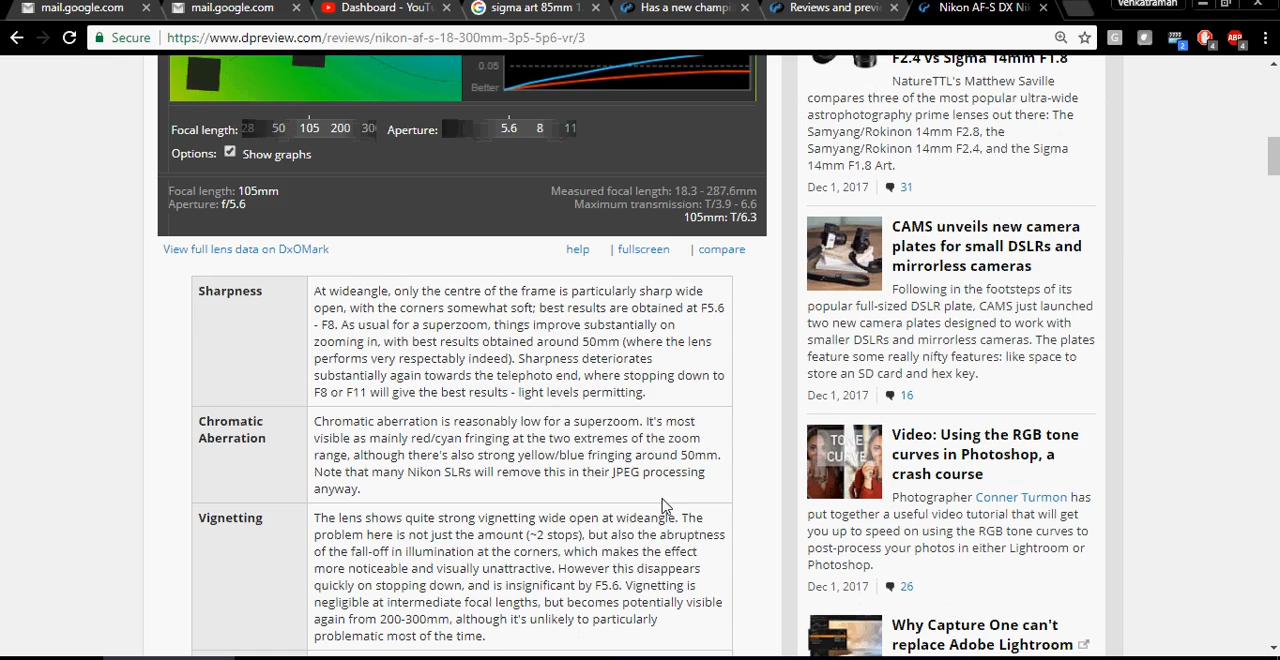 mail.google.com
mail.google.com
Dashboard - YouTu
sigma art 85mm 1.
Has a new champi
Reviews and previe
Nikon AF-S DX Ni
Venkatraman
Secure
https://www.dpreview.com/reviews/nikon-af-s-18-300mm-3p5-5p6-vr/3
2
4
4
ABP
G
0.05
Better
Focal length: 28 50 105 200 300 Aperture: 5.6 8 11
Options: Show graphs
Focal length: 105mm
Aperture: f/5.6
Measured focal length: 18.3 - 287.6mm
Maximum transmission: T/3.9 - 6.6
105mm: T/6.3
View full lens data on DxOMark
help | fullscreen | compare
Sharpness
At wideangle, only the centre of the frame is particularly sharp wide
open, with the corners somewhat soft; best results are obtained at F5.6
- F8. As usual for a superzoom, things improve substantially on
zooming in, with best results obtained around 50mm (where the lens
performs very respectably indeed). Sharpness deteriorates
substantially again towards the telephoto end, where stopping down to
F8 or F11 will give the best results - light levels permitting.
Chromatic
Aberration
Chromatic aberration is reasonably low for a superzoom. It's most
visible as mainly red/cyan fringing at the two extremes of the zoom
range, although there's also strong yellow/blue fringing around 50mm.
Note that many Nikon SLRs will remove this in their JPEG processing
anyway.
Vignetting
The lens shows quite strong vignetting wide open at wideangle. The
problem here is not just the amount (~2 stops), but also the abruptness
of the fall-off in illumination at the corners, which makes the effect
more noticeable and visually unattractive. However this disappears
quickly on stopping down, and is insignificant by F5.6. Vignetting is
negligible at intermediate focal lengths, but becomes potentially visible
again from 200-300mm, although it's unlikely to particularly
problematic most of the time.
F2.4 vs Sigma 14mm F1.8
NatureTTL's Matthew Saville
compares three of the most popular ultra-wide
astrophotography prime lenses out there: The
Samyang/Rokinon 14mm F2.8, the
Samyang/Rokinon 14mm F2.4, and the Sigma
14mm F1.8 Art.
Dec 1, 2017 31
CAMS unveils new camera
plates for small DSLRs and
mirrorless cameras
Following in the footsteps of its
popular full-sized DSLR plate, CAMS just launched
two new camera plates designed to work with
smaller DSLRs and mirrorless cameras. The plates
feature some really nifty features: like space to
store an SD card and hex key.
Dec 1, 2017 16
TONE
CURVE
Video: Using the RGB tone
curves in Photoshop, a
crash course
Photographer Conner Turmon has
put together a useful video tutorial that will get
you up to speed on using the RGB tone curves to
post-process your photos in either Lightroom or
Photoshop.
Dec 1, 2017 26
Why Capture One can't
replace Adobe Lightroom